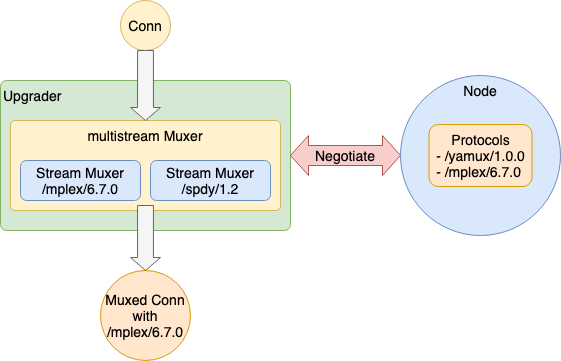 Conn
Upgrader
multistream Muxer
Stream Muxer
/mplex/6.7.0
Stream Muxer
/spdy/1.2
Negotiate
Node
Protocols
- /yamux/1.0.0
- /mplex/6.7.0
Muxed Conn
with
/mplex/6.7.0